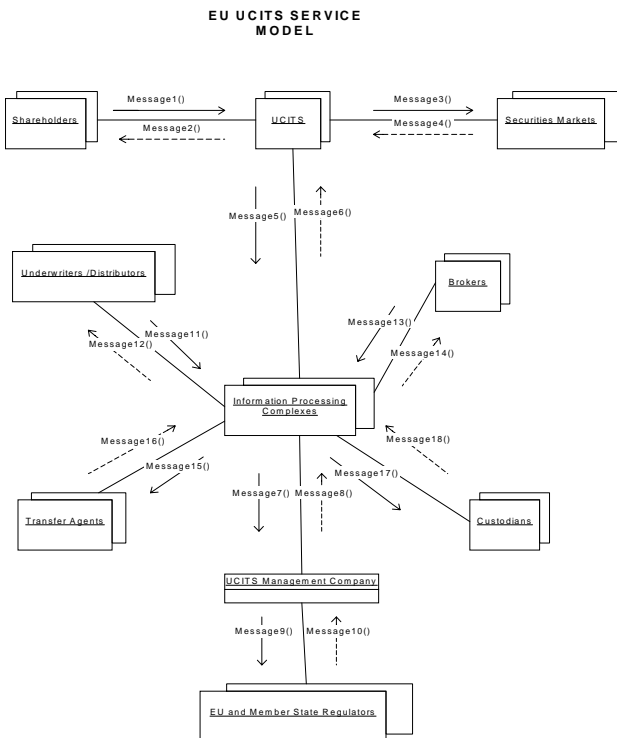 EU UCITS SERVICE
MODEL
Message1()
Message3()
Shareholders
UCITS
Securities Markets
Message2()
Message4()
Message5()
Message6()
Underwriters /Distributors
Brokers
Message11()
Message13()
Message12()
Message14()
Information Processing
Complexes
Message16()
Message18()
Message15()
Message17()
Message7()
Message8()
Transfer Agents
Custodians
UCITS Management Company
Message9()
Message10()
EU and Member State Regulators